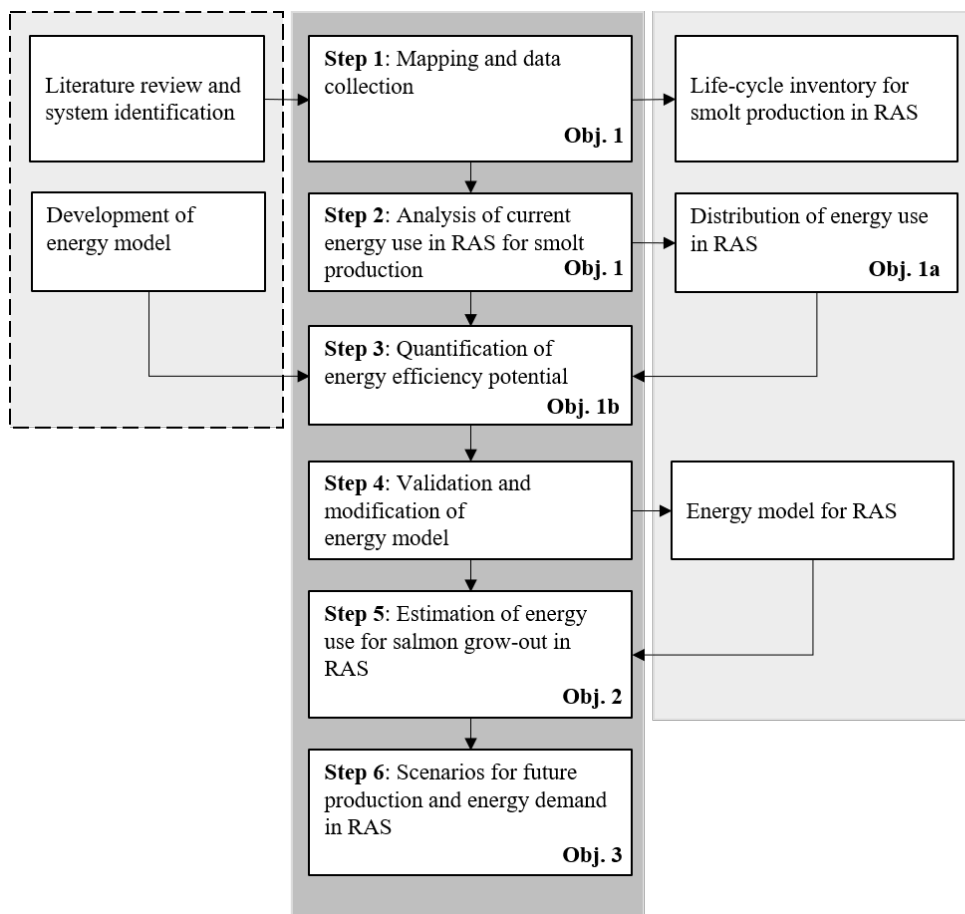 Literature review and
system identification
Step 1: Mapping and data
collection
Obj. 1
Life-cycle inventory for
smolt production in RAS
Development of
energy model
Step 2: Analysis of current
energy use in RAS for smolt
production
Obj. 1
Distribution of energy use
in RAS
Obj. 1a
Step 3: Quantification of
energy efficiency potential
Obj. 1b
Step 4: Validation and
modification of
energy model
Energy model for RAS
Step 5: Estimation of energy
use for salmon grow-out in
RAS
Obj. 2
Step 6: Scenarios for future
production and energy demand
in RAS
Obj. 3